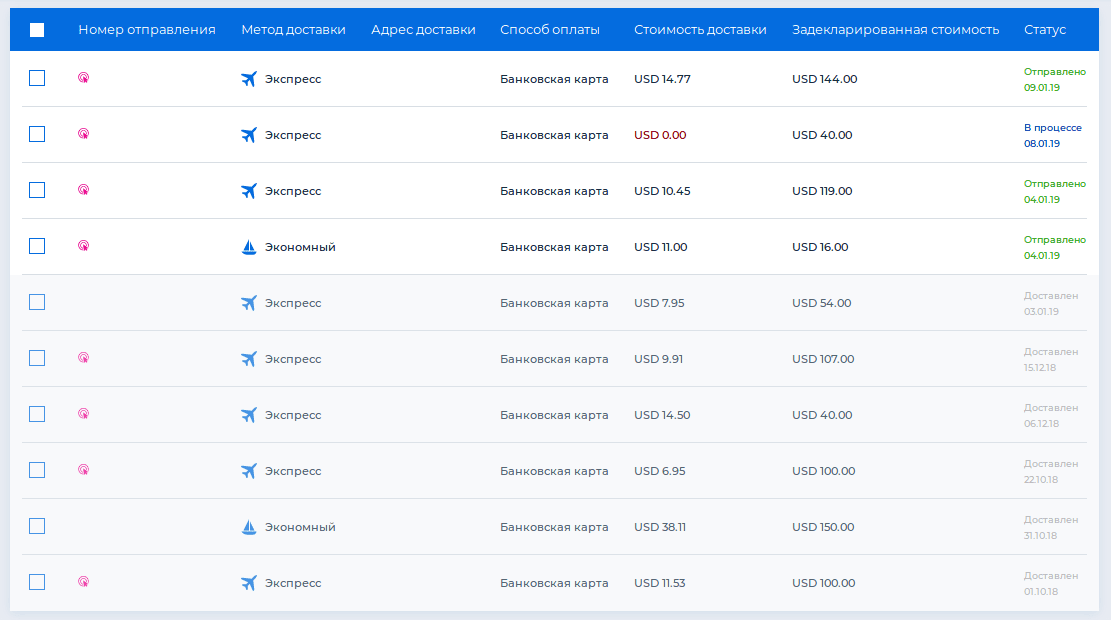 Номер отправления Метод доставки Адрес доставки Способ оплаты Стоимость доставки Задекларированная стоимость Статус
Экспресс Банковская карта USD 14.77 USD 144.00 Отправлено
09.01.19
Экспресс Банковская карта USD 0.00 USD 40.00 В процессе
08.01.19
Экспресс Банковская карта USD 10.45 USD 119.00 Отправлено
04.01.19
Экономный Банковская карта USD 11.00 USD 16.00 Отправлено
04.01.19
Экспресс Банковская карта USD 7.95 USD 54.00 Доставлен
03.01.19
Экспресс Банковская карта USD 9.91 USD 107.00 Доставлен
15.12.18
Экспресс Банковская карта USD 14.50 USD 40.00 Доставлен
06.12.18
Экспресс Банковская карта USD 6.95 USD 100.00 Доставлен
22.10.18
Экономный Банковская карта USD 38.11 USD 150.00 Доставлен
31.10.18
Экспресс Банковская карта USD 11.53 USD 100.00 Доставлен
01.10.18